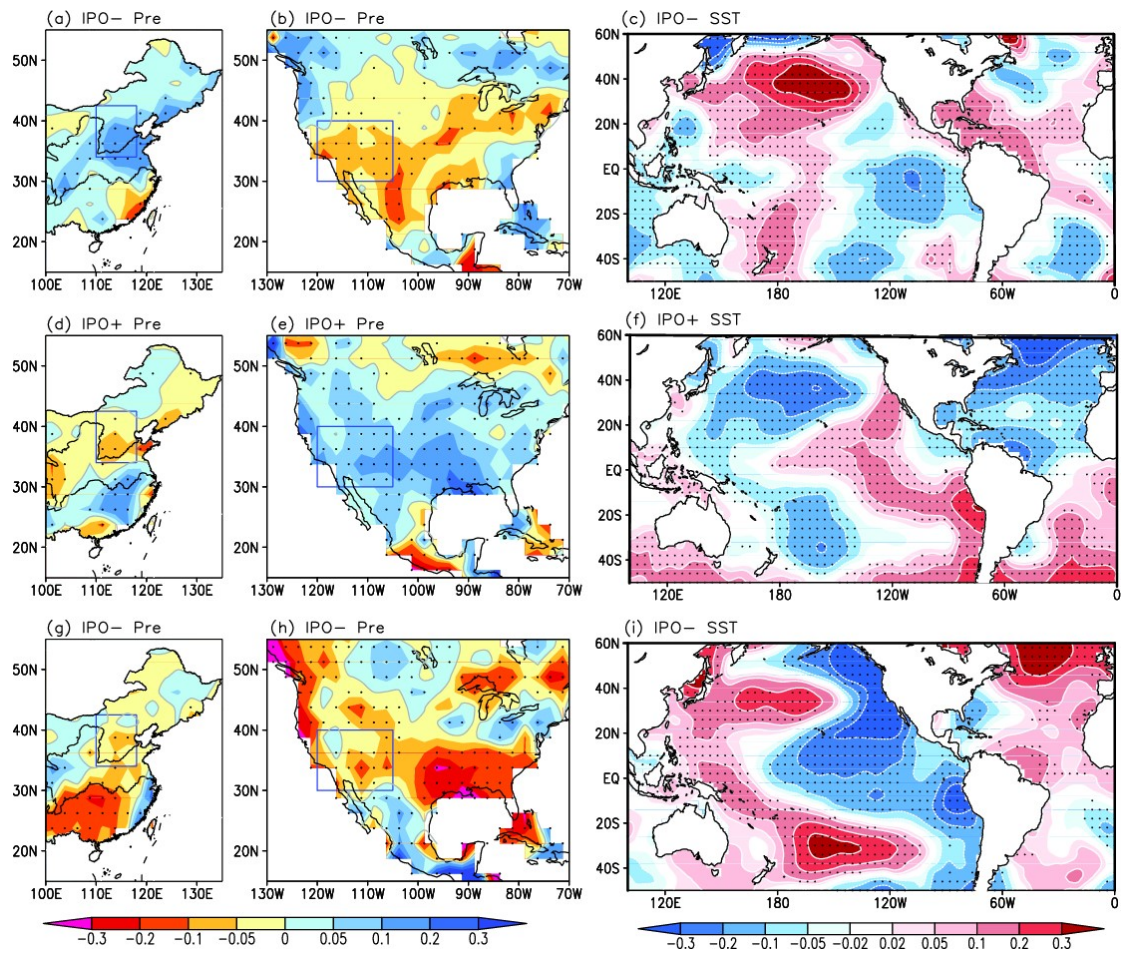 (a) IPO− Pre
(b) IPO− Pre
(c) IPO− SST
50N
40N
30N
20N
100E 110E 120E 130E
50N
40N
30N
20N
130W 120W 110W 100W 90W 80W 70W
60N
40N
20N
EQ
20S
40S
120E 180 120W 60W 0
(d) IPO+ Pre
(e) IPO+ Pre
(f) IPO+ SST
50N
40N
30N
20N
100E 110E 120E 130E
50N
40N
30N
20N
130W 120W 110W 100W 90W 80W 70W
60N
40N
20N
EQ
20S
40S
120E 180 120W 60W 0
(g) IPO− Pre
(h) IPO− Pre
(i) IPO− SST
50N
40N
30N
20N
100E 110E 120E 130E
50N
40N
30N
20N
130W 120W 110W 100W 90W 80W 70W
60N
40N
20N
EQ
20S
40S
120E 180 120W 60W 0
−0.3 −0.2 −0.1 −0.05 0 0.05 0.1 0.3
−0.3 −0.2 −0.1 −0.05 −0.02 0.02 0.05 0.1 0.2 0.3